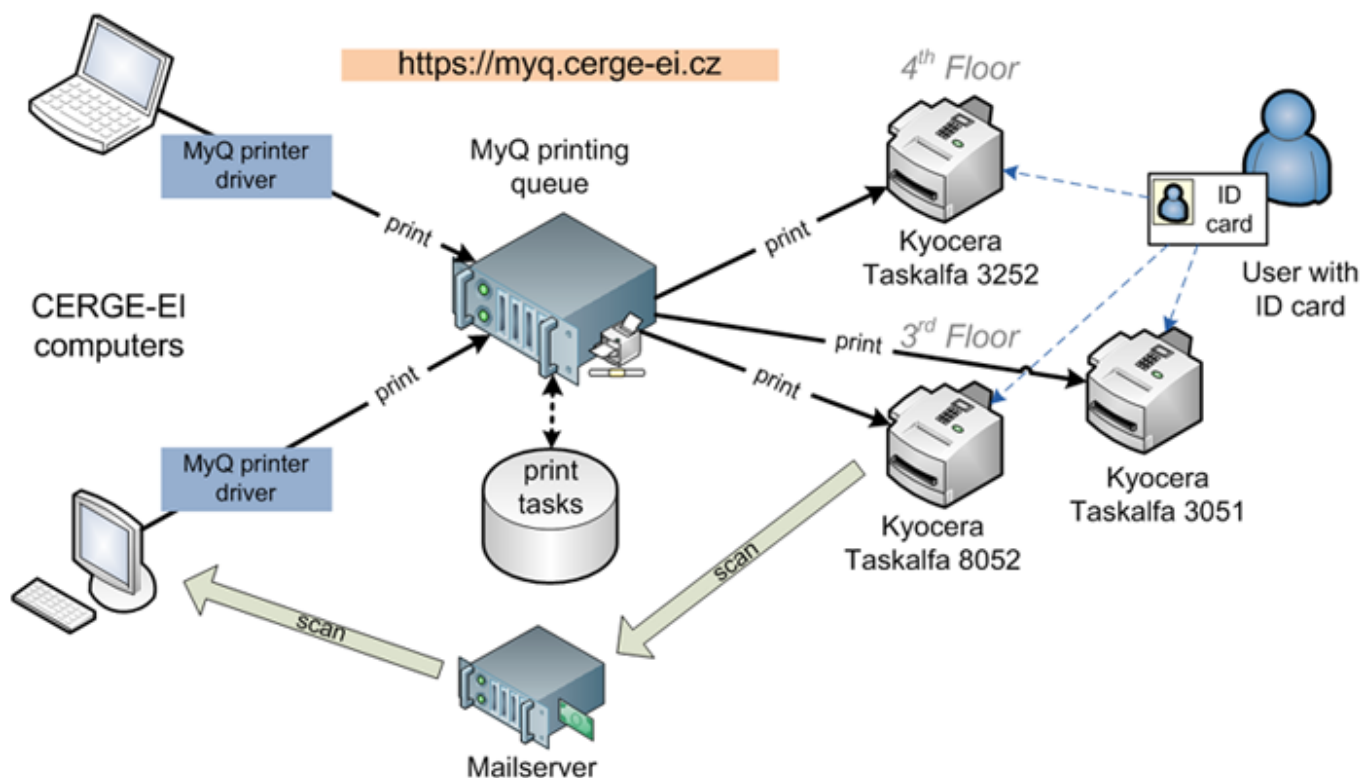 https://myq.cerge-ei.cz
4th Floor
MyQ printer
driver
MyQ printing
queue
ID
card
print
print
Kyocera
Taskalfa 3252
User with
ID card
CERGE-EI
computers
3rd Floor
print
print
print
MyQ printer
driver
print
tasks
Kyocera
Taskalfa 3051
Kyocera
Taskalfa 8052
scan
scan
Mailserver